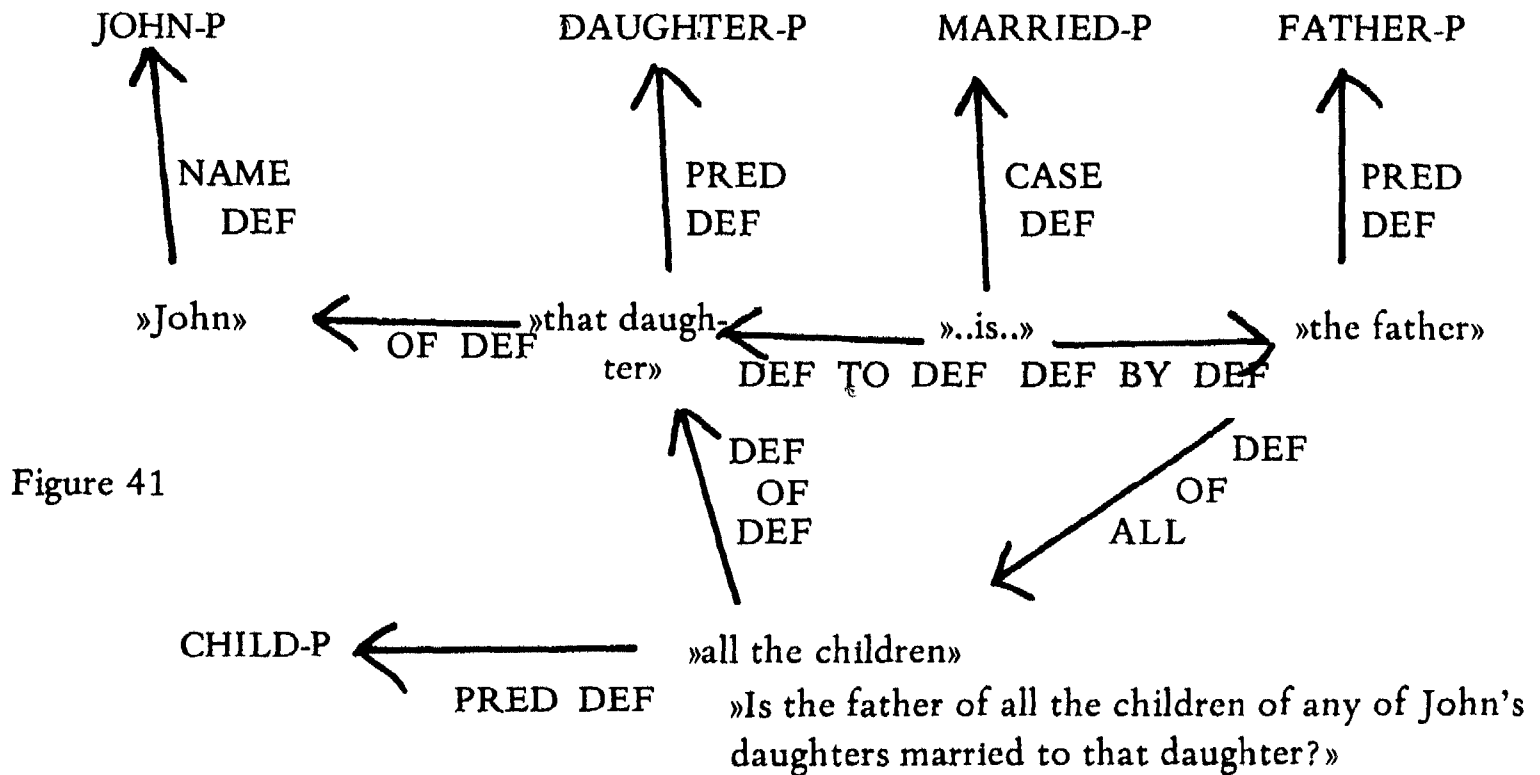 JOHN-P DAUGHTER-P MARRIED-P FATHER-P
NAME PRED CASE PRED
DEF DEF DEF DEF
»John» »that daugh- »..is..» »the father»
OF DEF
ter» DEF TO DEF DEF BY DEF
DEF DEF
Figure 41 OF OF
DEF ALL
CHILD-P »all the children»
PRED DEF »Is the father of all the children of any of John's
daughters married to that daughter?»